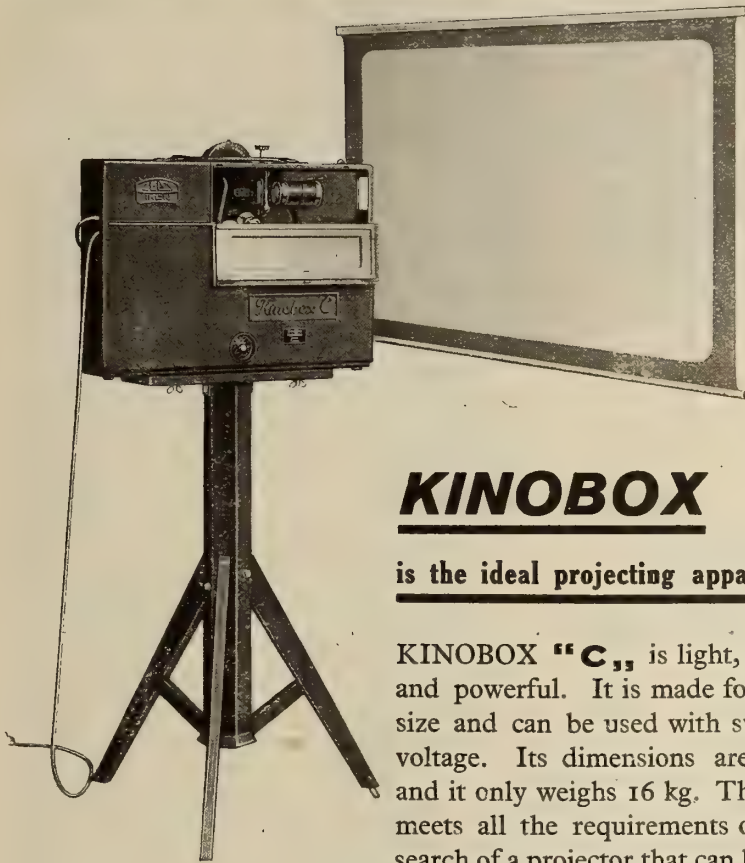 Kinobox C
KINOBOX
is the ideal projecting appa
KINOBOX “C„ is light,
and powerful. It is made fo
size and can be used with s
voltage. Its dimensions are
and it only weighs 16 kg. Th
meets all the requirements o
search of a projector that can